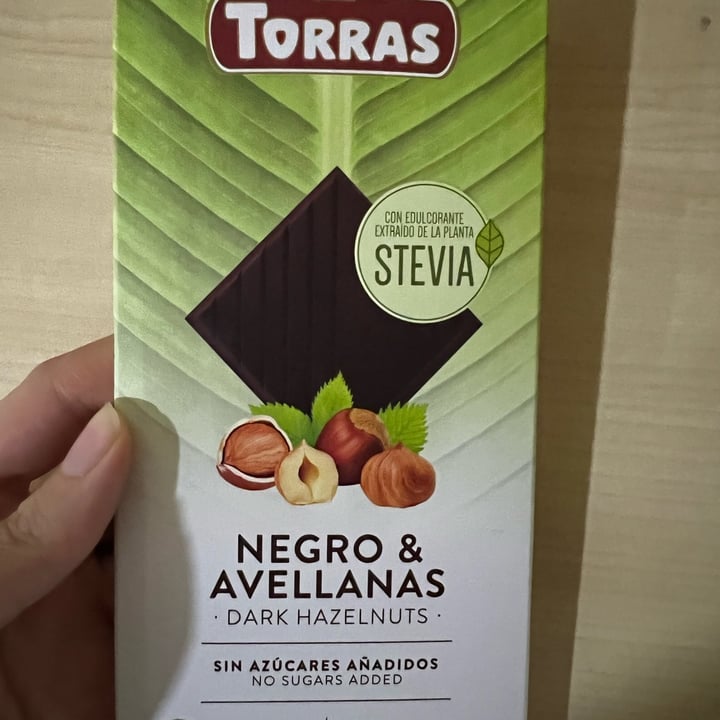 TORRAS
CON EDULCORANTE
EXTRAÍDO DE LA PLANTA
STEVIA
NEGRO &
AVELLANAS
· DARK HAZELNUTS ·
SIN AZÚCARES AÑADIDOS
NO SUGARS ADDED